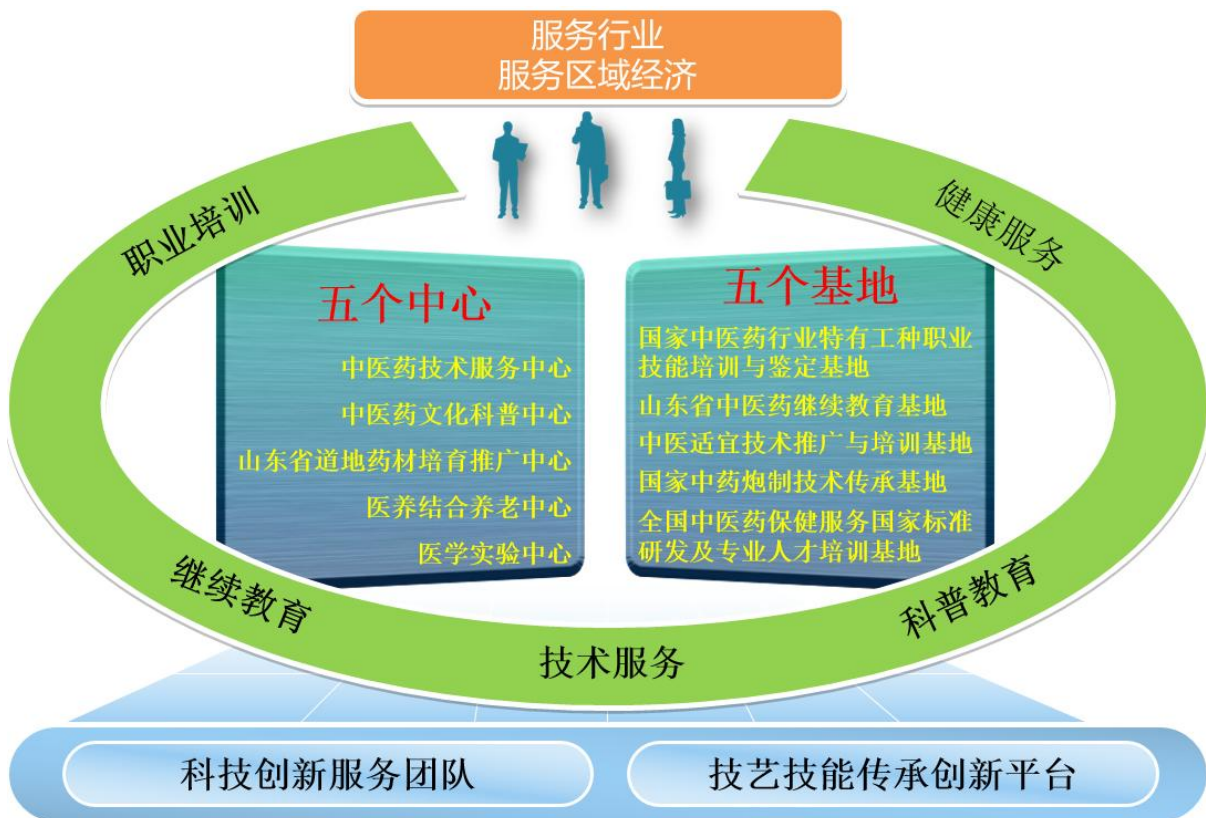 服务行业
服务区域经济
职业培训
健康服务
五个中心
中医药技术服务中心
中医药文化科普中心
山东省道地药材培育推广中心
医养结合养老中心
医学实验中心
五个基地
国家中医药行业特有工种职业
技能培训与鉴定基地
山东省中医药继续教育基地
中医适宜技术推广与培训基地
国家中药炮制技术传承基地
全国中医药保健服务国家标准
研发及专业人才培训基地
继续教育
技术服务
科普教育
科技创新服务团队
技艺技能传承创新平台